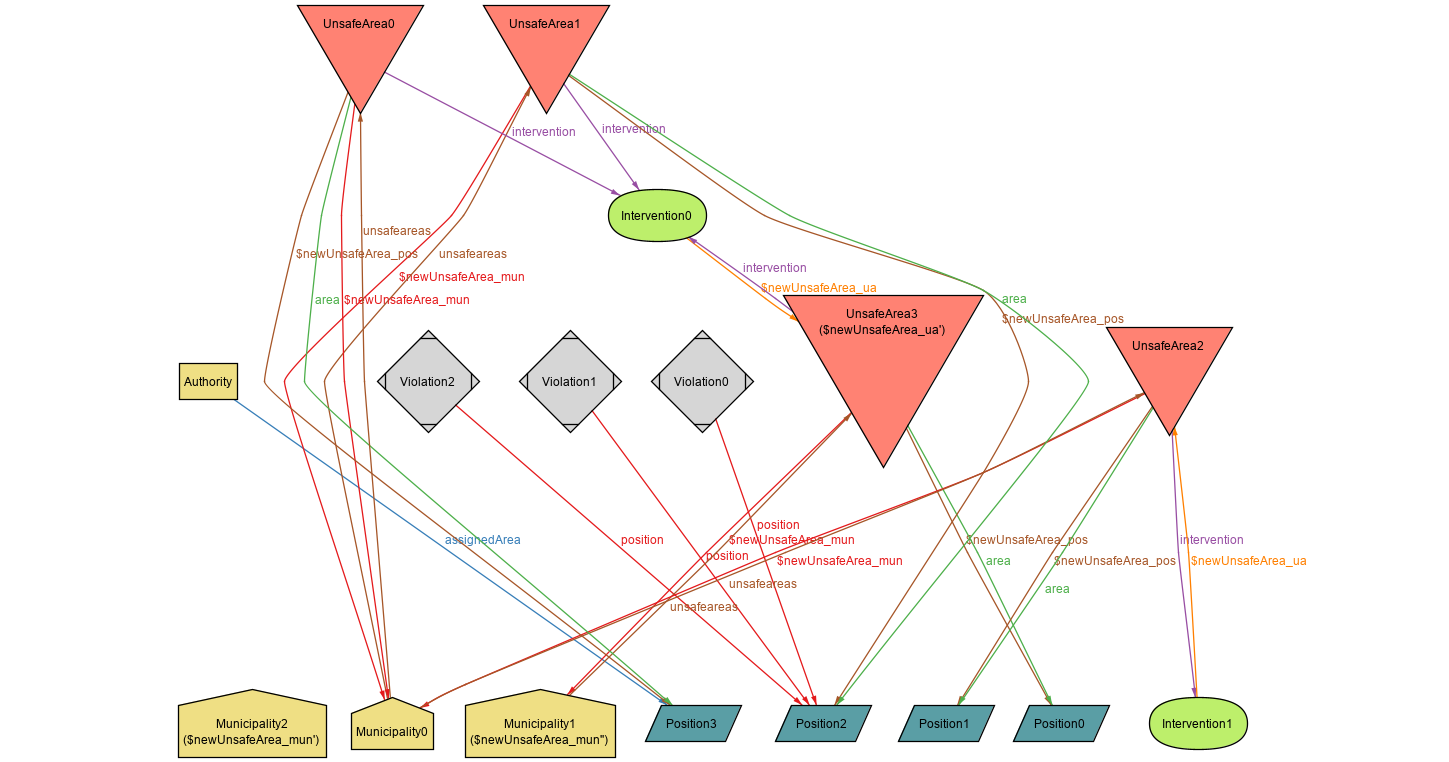 UnsafeArea0
UnsafeArea1
intervention
intervention
Intervention0
unsafeareas
$newUnsafeArea_pos
unsafeareas
intervention
$newUnsafeArea_mun
$newUnsafeArea_ua
area
$newUnsafeArea_mun
area
$newUnsafeArea_pos
UnsafeArea3
($newUnsafeArea_ua')
UnsafeArea2
Authority
Violation2
Violation1
Violation0
position
assignedArea
position
$newUnsafeArea_mun
$newUnsafeArea_pos
intervention
position
$newUnsafeArea_mun
area
$newUnsafeArea_pos
$newUnsafeArea_ua
unsafeareas
area
unsafeareas
Municipality2
($newUnsafeArea_mun')
Municipality0
Municipality1
($newUnsafeArea_mun")
Position3
Position2
Position1
Position0
Intervention1